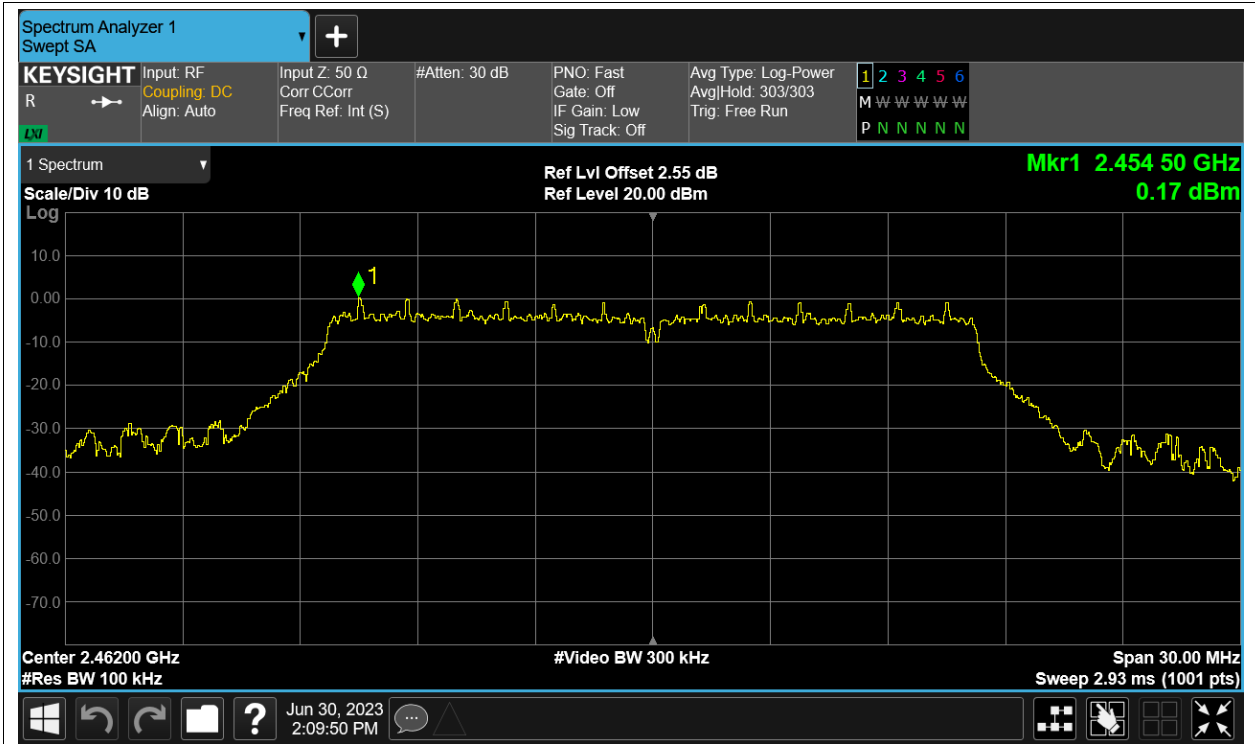 Spectrum Analyzer 1
Swept SA
KEYSIGHT
R
LXI
Input: RF
Coupling: DC
Align: Auto
Input Z: 50 Ω
Corr CCorr
Freq Ref: Int (S)
#Atten: 30 dB
PNO: Fast
Gate: Off
IF Gain: Low
Sig Track: Off
Avg Type: Log-Power
Avg|Hold: 303/303
Trig: Free Run
1 2 3 4 5 6
M W W W W W
P N N N N N
1 Spectrum
Scale/Div 10 dB
Log
Ref Lvl Offset 2.55 dB
Ref Level 20.00 dBm
Mkr1 2.454 50 GHz
0.17 dBm
1
10.0
0.00
-10.0
-20.0
-30.0
-40.0
-50.0
-60.0
-70.0
Center 2.46200 GHz
#Video BW 300 kHz
Span 30.00 MHz
#Res BW 100 kHz
Sweep 2.93 ms (1001 pts)
?
Jun 30, 2023
2:09:50 PM